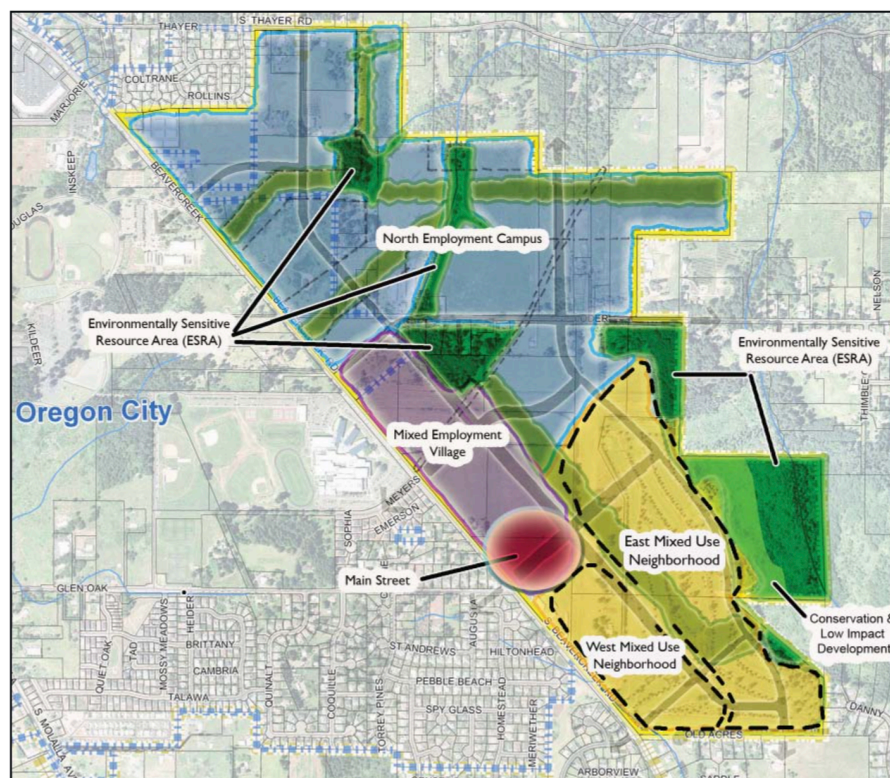 S THAYER RD
THAYER
COLTRANE
ROLLINS
MARJORIE
BEAVERCREEK
INSKEEP
DOUGLAS
KILDEER
NELSON
North Employment Campus
Environmentally Sensitive
Resource Area (ESRA)
Environmentally Sensitive
Resource Area (ESRA)
Oregon City
Mixed Employment
Village
MEYERS
EMERSON
SOPHIA
Main Street
East Mixed Use
Neighborhood
West Mixed Use
Neighborhood
Conservation &
Low Impact
Development
GLEN OAK
QUIET OAK
TAD
MOSSY MEADOWS
HEIDER
BRITTANY
CAMBRIA
TALAWA
QUINALT
COQUILLE
TORREY PINES
ST ANDREWS
AUGUSTA
HILTONHEAD
PEBBLE BEACH
SPY GLASS
HOMESTEAD
MERIWETHER
OLD ACRES
DANNY
ARBORVIEW